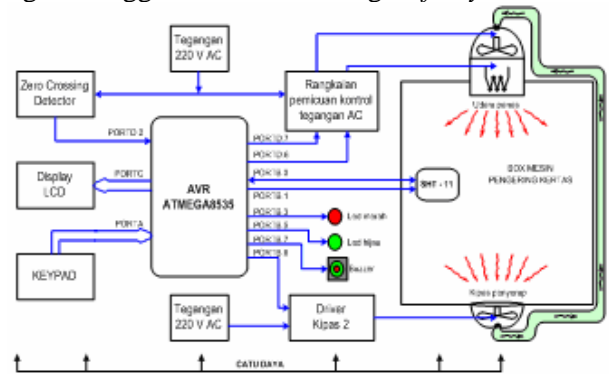 Tegangan
220 V AC
Zero Crossing
Detector
Rangkaian
pemicuan kontrol
tegangan AC
Udara panas
PORTD.2
PORTD.7
PORTD.6
Display
LCD
PORTC
AVR
ATMEGA8535
PORTB.0
PORTB.1
SHT - 11
BOX MESIN
PENGERING KERTAS
PORTB.3
Led merah
PORTB.5
Led hijau
PORTA
PORTB.7
Buzzer
KEYPAD
Tegangan
220 V AC
Driver
Kipas 2
Kipas penyerap
CATU DAYA